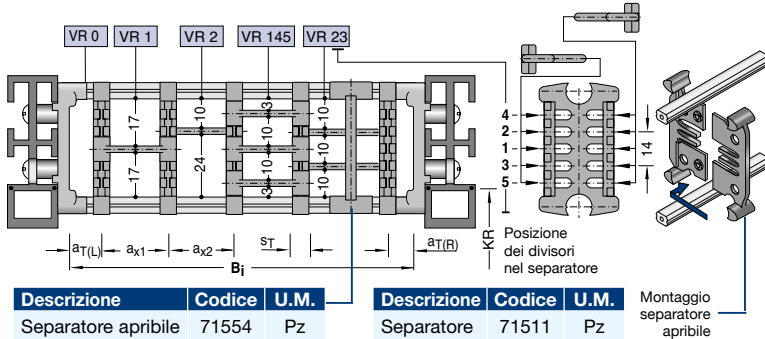 VR 0 VR 1 VR 2 VR 145 VR 23
17 10 3 10
10 10
24 10 10
17 3 10
4
2
1
3
5
14
Posizione
dei divisori
nel separatore
KR
aT(L) ax1 ax2 sT aT(R)
Bi
Montaggio
separatore
apribile
Descrizione Codice U.M.
Separatore apribile 71554 Pz
Descrizione Codice U.M.
Separatore 71511 Pz